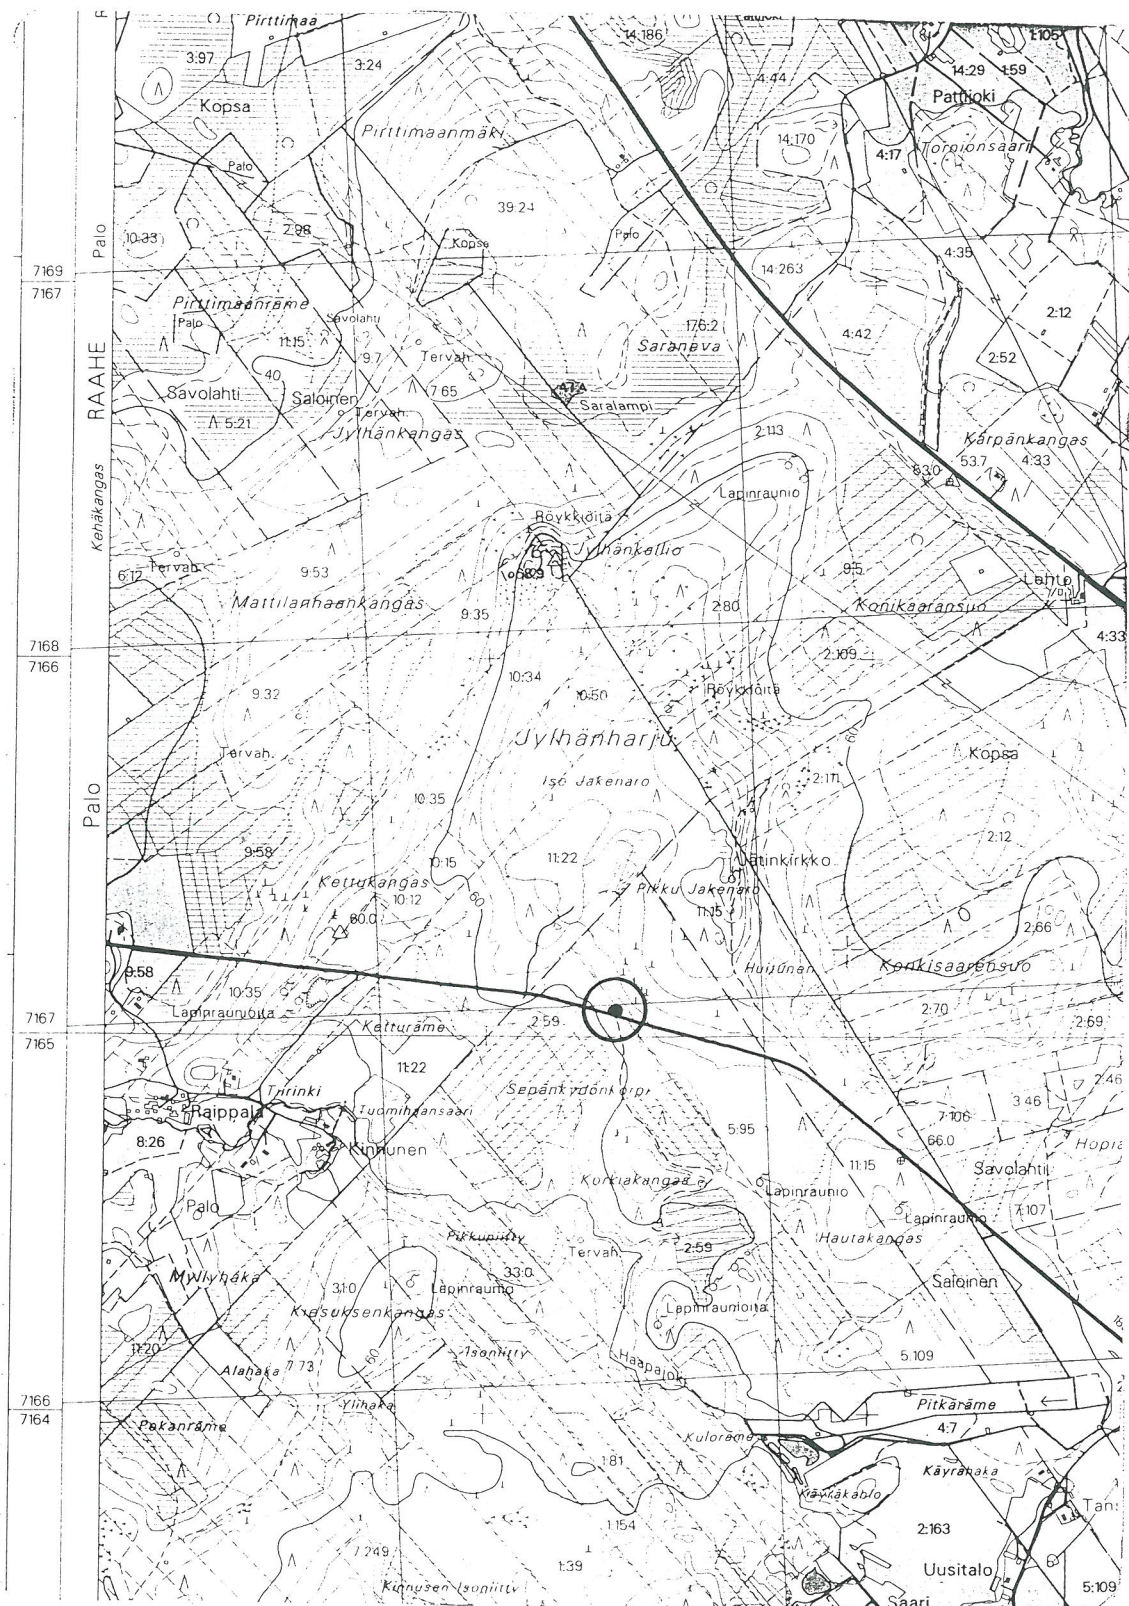 Pirttimaa
14:186
1:105
3:97
3:24
4:44
14:29
1:59
Kopsa
Pattijoki
Pirttimaanmäki
14:170
4:17
Tornionsaari
Palo
39:24
10:33
2:98
Kopsa
Palo
Palo
4:35
14:263
7169
7167
Pirttimaanräme
Palo
Savolahti
176:2
2:12
11:15
9:7
Tervah.
Saraneva
4:42
2:52
RAAHE
40
Savolahti
Saloinen
7:65
Saralampi
5:21
Tervah.
Jylhänkangas
2:113
Kärpänkangas
53.0
53.7
4:33
Kehäkangas
Lapinraunio
Röykkiöitä
Jylhänkallio
6:12
Tervah.
9:53
9:5
Lehto
Mattilanhaankangas
9:35
2:80
Konikaaransuo
4:33
7168
7166
2:109
10:34
9:32
10:50
Röykkiöitä
Jylhänharju
60
Tervah.
Kopsa
Iso Jakenaro
2:111
Palo
10:35
2:12
9:58
10:15
11:22
Jätinkirkko
Kettukangas
Pikku Jakenaro
10:12
60
11:15
60.0
2:66
Huitunan
Konkisaarensuo
9:58
10:35
Lapinraunioita
2:59
2:70
2:69
7167
7165
Ketturäme
11:22
Sepänkydönkorpi
2:46
Tirinki
3:46
Raippala
Tuomihaansaari
7:106
8:26
Kinnunen
5:95
66.0
11:15
Savolahti
Korkiakangas
Lapinraunio
Palo
Lapinraunio
7:107
Pikkuniitty
Hautakangas
Tervah.
2:59
Myllyhaka
33:0
31:0
Lapinraunio
Saloinen
Kiesuksenkangas
Lapinraunioita
11:20
Isoniitty
5:109
Alahaka
7:73
60
Haapajoki
7166
7164
Ylihaka
Pitkäräme
Pekanräme
4:7
Kuloräme
1:81
Käyrähaka
Käyräkallio
1:154
2:163
7:249
1:39
Uusitalo
Kinnusen Isoniitty
5:109
Saari